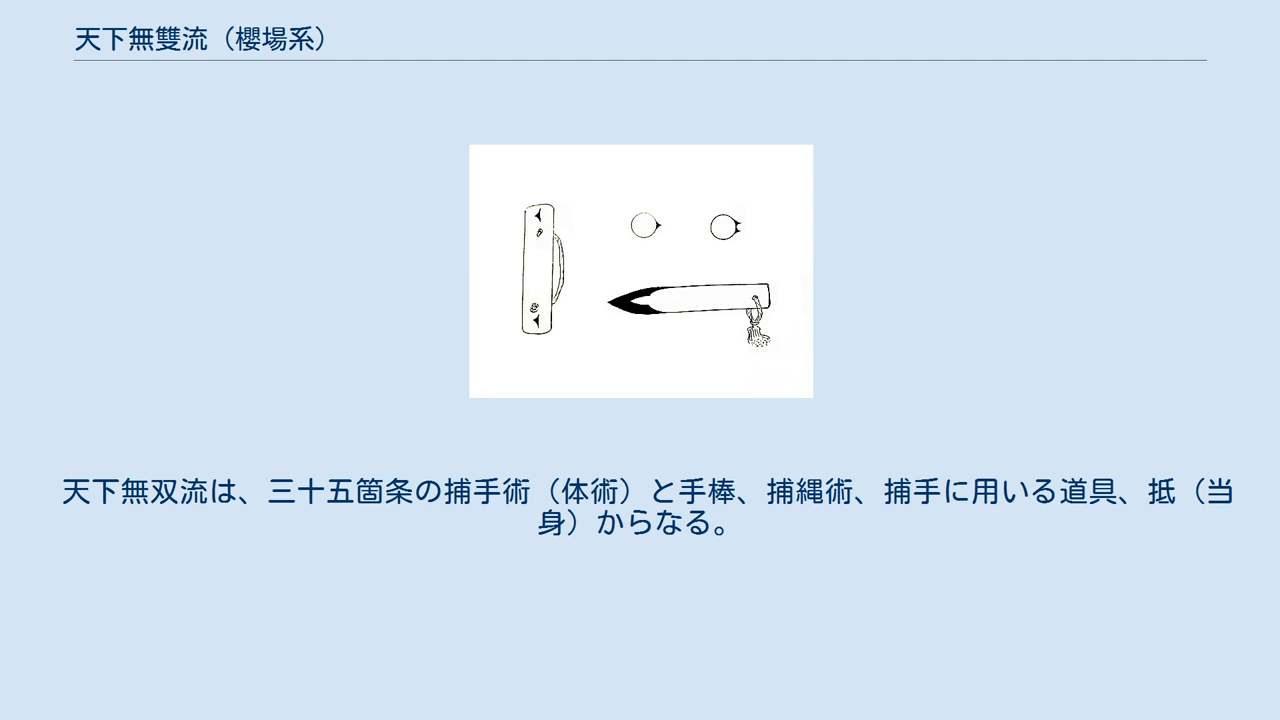 天下無雙流（櫻場系）
天下無双流は、三十五箇条の捕手術（体術）と手棒、捕縄術、捕手に用いる道具、抵（当
身）からなる。